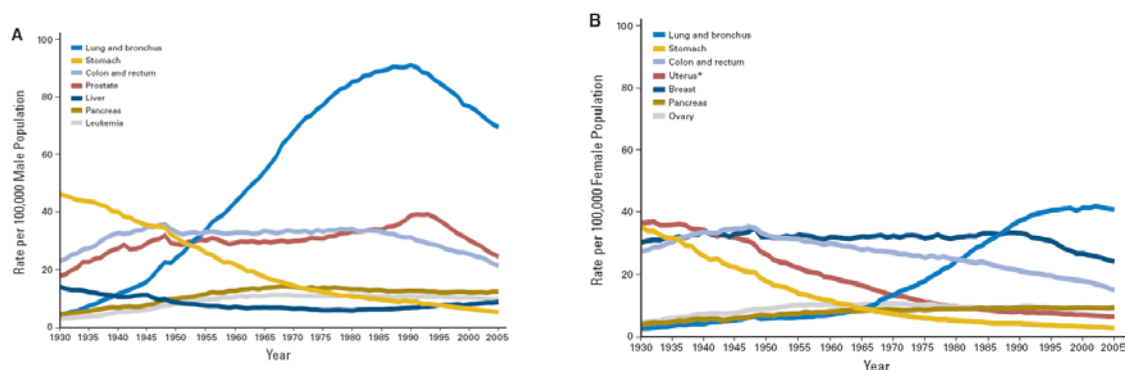 A
Rate per 100,000 Male Population
100
80
60
40
20
0
Lung and bronchus
Stomach
Colon and rectum
Prostate
Liver
Pancreas
Leukemia
1930 1935 1940 1945 1950 1955 1960 1965 1970 1975 1980 1985 1990 1995 2000 2005
Year
B
Rate per 100,000 Female Population
100
80
60
40
20
0
Lung and bronchus
Stomach
Colon and rectum
Uterus*
Breast
Pancreas
Ovary
1930 1935 1940 1945 1950 1955 1960 1965 1970 1975 1980 1985 1990 1995 2000 2005
Year